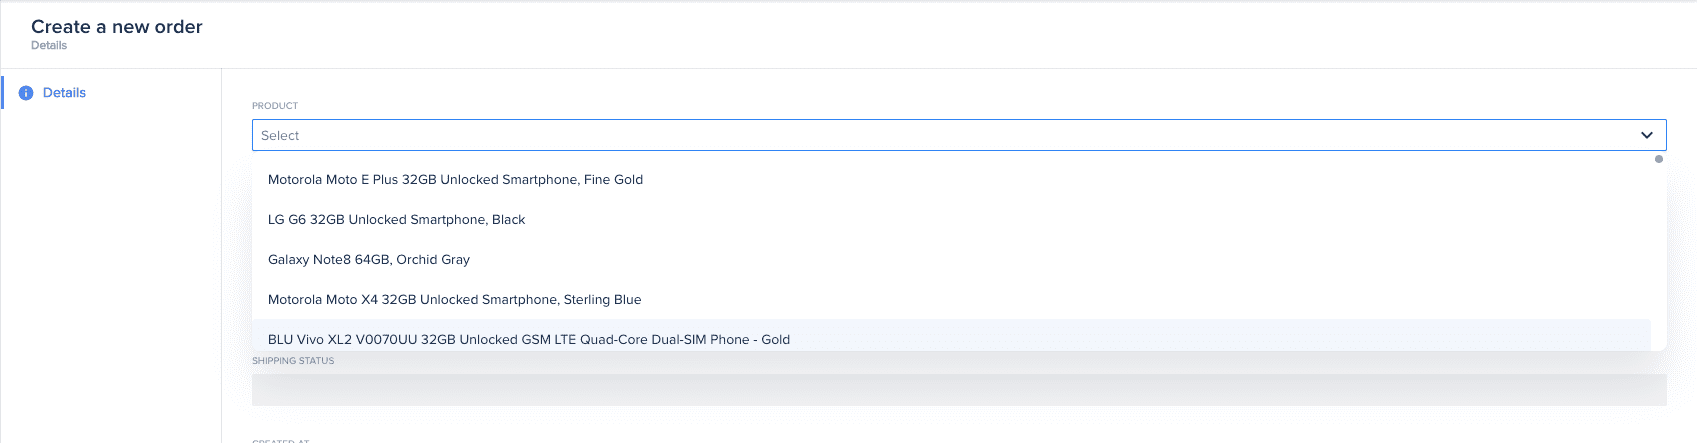 Create a new order
Details
Details
PRODUCT
Select
Motorola Moto E Plus 32GB Unlocked Smartphone, Fine Gold
LG G6 32GB Unlocked Smartphone, Black
Galaxy Note8 64GB, Orchid Gray
Motorola Moto X4 32GB Unlocked Smartphone, Sterling Blue
BLU Vivo XL2 V0070UU 32GB Unlocked GSM LTE Quad-Core Dual-SIM Phone - Gold
SHIPPING STATUS
CREATED AT